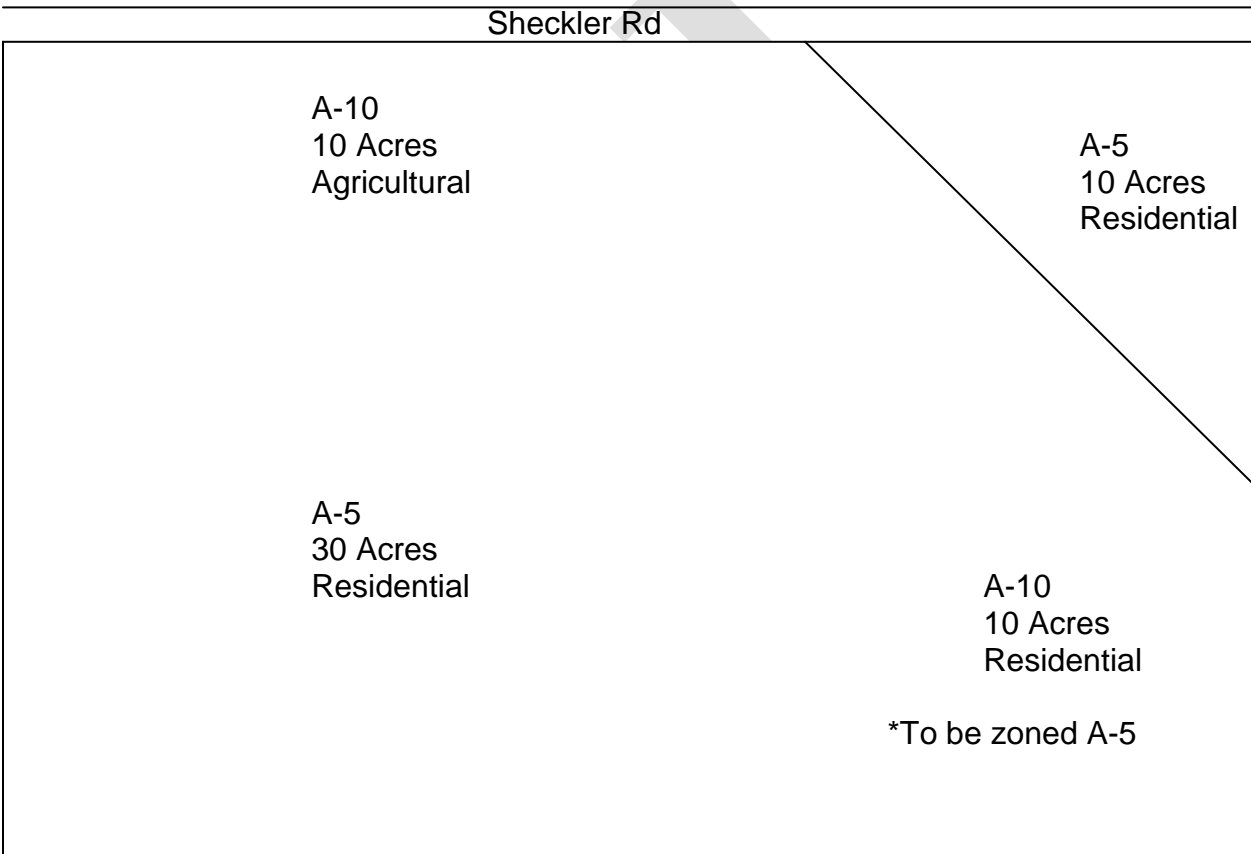 Sheckler Rd
A-10
10 Acres
Agricultural
A-5
10 Acres
Residential
A-5
30 Acres
Residential
A-10
10 Acres
Residential
*To be zoned A-5